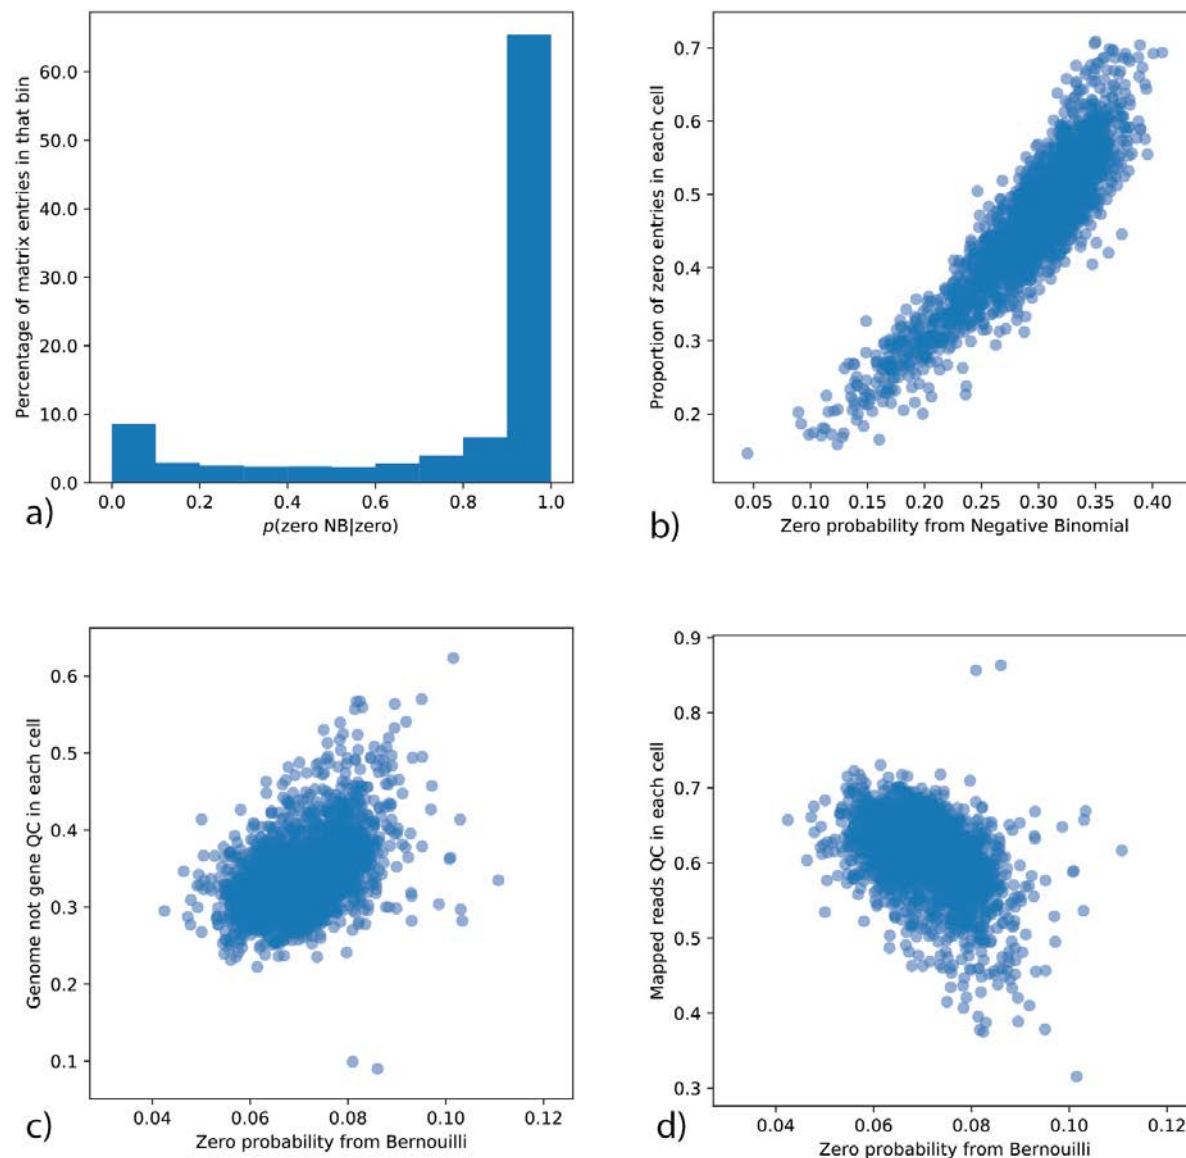 Percentage of matrix entries in that bin
60.0
50.0
40.0
30.0
20.0
10.0
0.0
0.0 0.2 0.4 0.6 0.8 1.0
p(zero NB|zero)
a)
Proportion of zero entries in each cell
0.7
0.6
0.5
0.4
0.3
0.2
0.05 0.10 0.15 0.20 0.25 0.30 0.35 0.40
Zero probability from Negative Binomial
b)
Genome not gene QC in each cell
0.6
0.5
0.4
0.3
0.2
0.1
0.04 0.06 0.08 0.10 0.12
Zero probability from Bernouilli
c)
Mapped reads QC in each cell
0.9
0.8
0.7
0.6
0.5
0.4
0.3
0.04 0.06 0.08 0.10 0.12
Zero probability from Bernouilli
d)